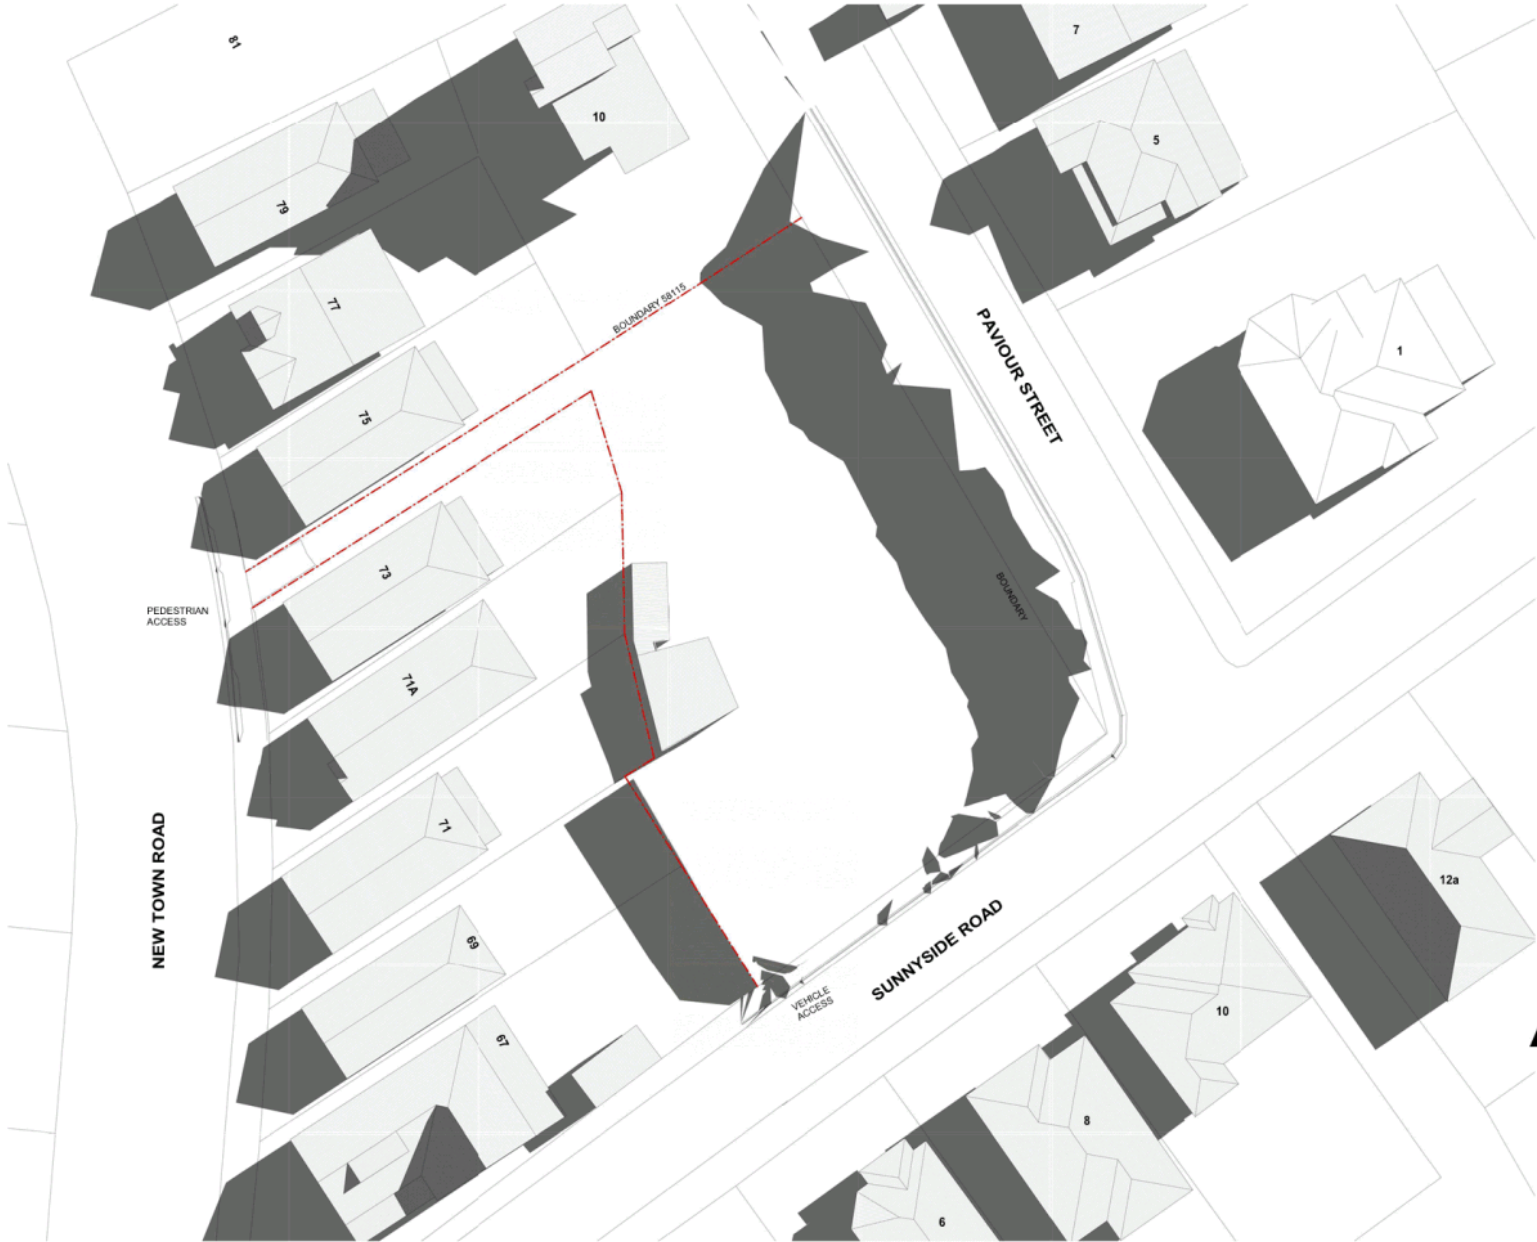 81
10
7
5
79
77
BOUNDARY 58115
PAVIOUR STREET
1
75
73
PEDESTRIAN
ACCESS
BOUNDARY
71A
71
NEW TOWN ROAD
69
67
VEHICLE
ACCESS
SUNNYSIDE ROAD
12a
10
8
6